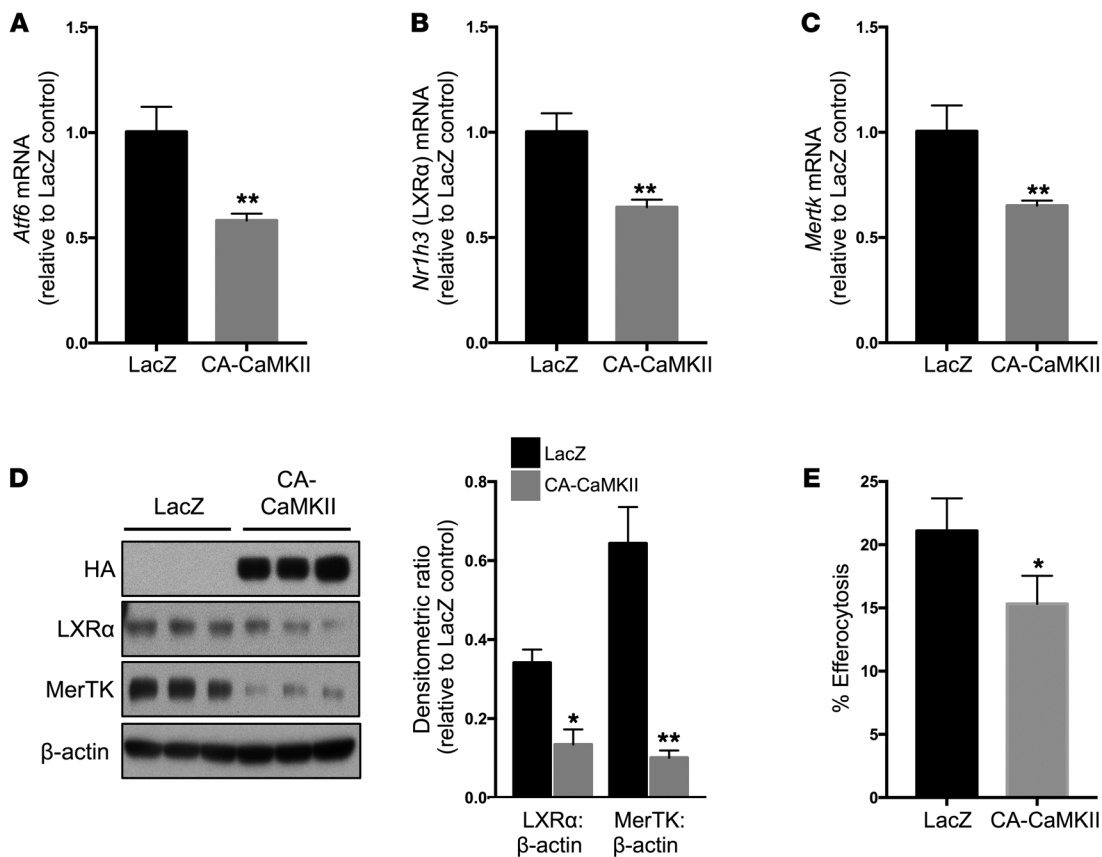 A
Atf6 mRNA
(relative to LacZ control)
1.5
1.0
0.5
0.0
**
LacZ
CA-CaMKII
B
Nr1h3 (LXRα) mRNA
(relative to LacZ control)
1.5
1.0
0.5
0.0
**
LacZ
CA-CaMKII
C
Mertk mRNA
(relative to LacZ control)
1.5
1.0
0.5
0.0
**
LacZ
CA-CaMKII
D
LacZ
CA-
CaMKII
HA
LXRα
MerTK
β-actin
LacZ
CA-CaMKII
Densitometric ratio
(relative to LacZ control)
0.8
0.6
0.4
0.2
0.0
*
**
LXRα:
β-actin
MerTK:
β-actin
E
% Efferocytosis
25
20
15
10
5
0
*
LacZ
CA-CaMKII